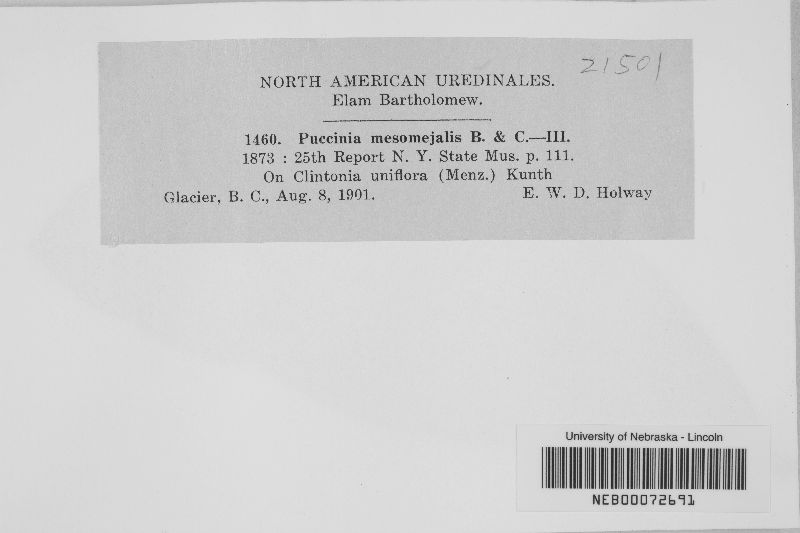 NORTH AMERICAN UREDINALES.
21501
Elam Bartholomew.
1460. Puccinia mesomejalis B. & C.—III.
1873 : 25th Report N. Y. State Mus. p. 111.
On Clintonia uniflora (Menz.) Kunth
Glacier, B. C., Aug. 8, 1901. E. W. D. Holway
University of Nebraska - Lincoln
NEB00072691